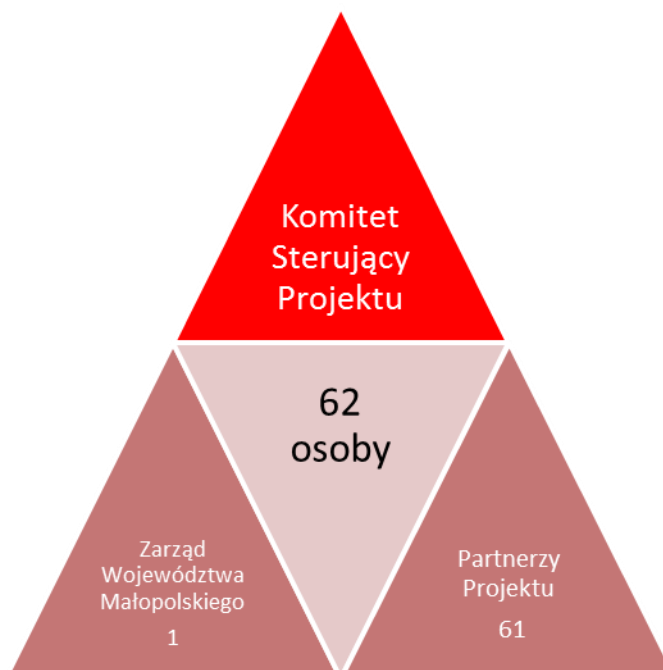 Komitet
Sterujący
Projektu
62
osoby
Zarząd
Województwa
Małopolskiego
1
Partnerzy
Projektu
61